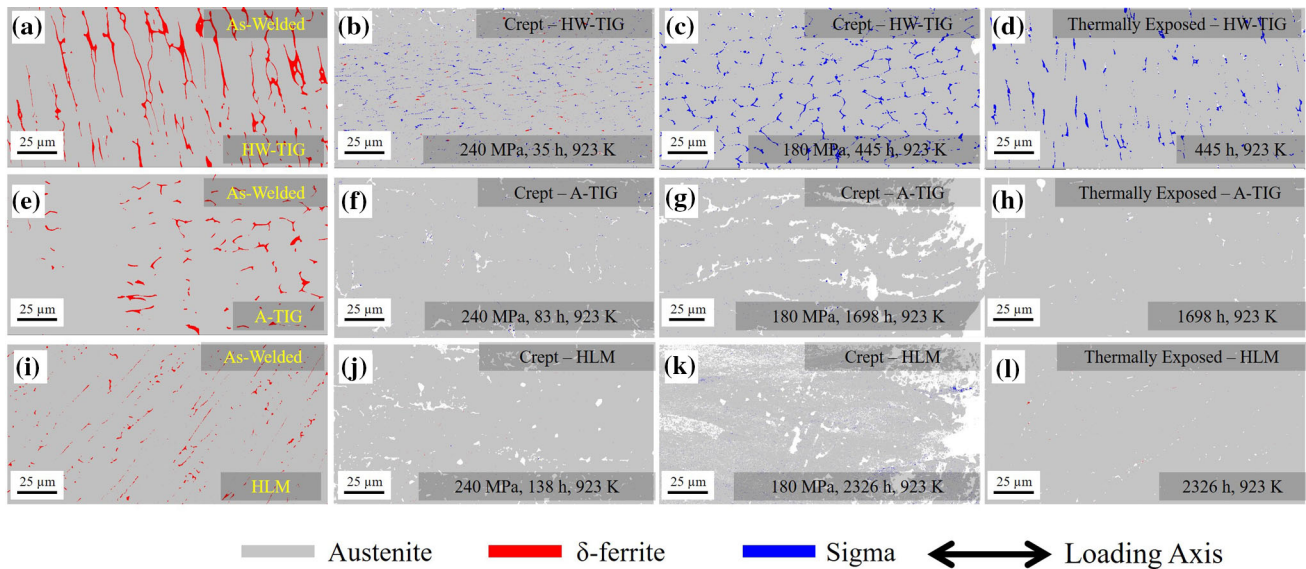 (a)
As-Welded
25 µm
HW-TIG
(b)
Crept – HW-TIG
25 µm
240 MPa, 35 h, 923 K
(c)
Crept – HW-TIG
25 µm
180 MPa, 445 h, 923 K
(d)
Thermally Exposed – HW-TIG
25 µm
445 h, 923 K
(e)
As-Welded
25 µm
A-TIG
(f)
Crept – A-TIG
25 µm
240 MPa, 83 h, 923 K
(g)
Crept – A-TIG
25 µm
180 MPa, 1698 h, 923 K
(h)
Thermally Exposed – A-TIG
25 µm
1698 h, 923 K
(i)
As-Welded
25 µm
HLM
(j)
Crept – HLM
25 µm
240 MPa, 138 h, 923 K
(k)
Crept – HLM
25 µm
180 MPa, 2326 h, 923 K
(l)
Thermally Exposed – HLM
25 µm
2326 h, 923 K
Austenite
δ-ferrite
Sigma
Loading Axis